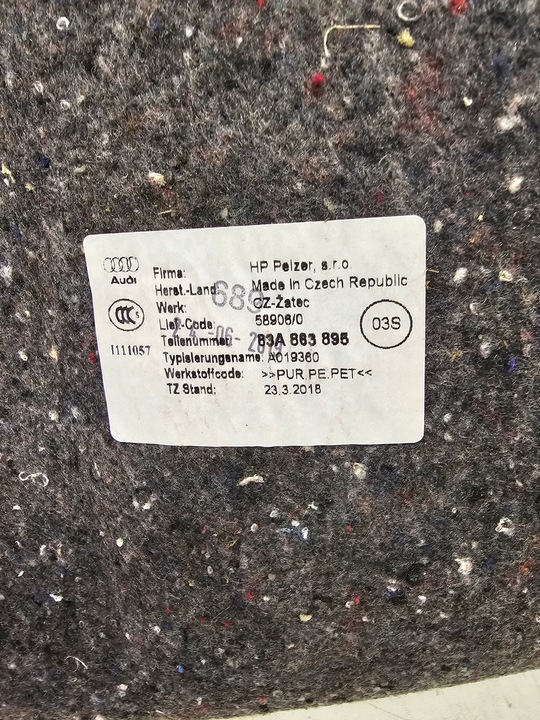 Audi
Firma: HP Pelzer, s.r.o.
Herst.-Land: Made in Czech Republic
689
Werk: CZ-Žatec
Lief.-Code: 58906/0
03S
Teilenummer: 83A 863 895
1111057
Typisierungsname: A019360
Werkstoffcode: >>PUR.PE.PET<<
TZ Stand: 23.3.2018